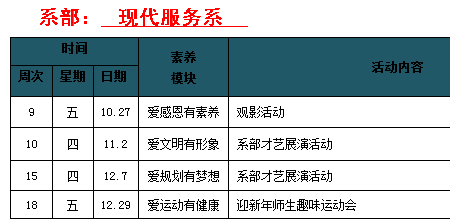 系部： 现代服务系
时间 素养模块 活动内容
周次 星期 日期
9 五 10.27 爱感恩有素养 观影活动
10 四 11.2 爱文明有形象 系部才艺展演活动
15 四 12.7 爱规划有梦想 系部才艺展演活动
18 五 12.29 爱运动有健康 迎新年师生趣味运动会